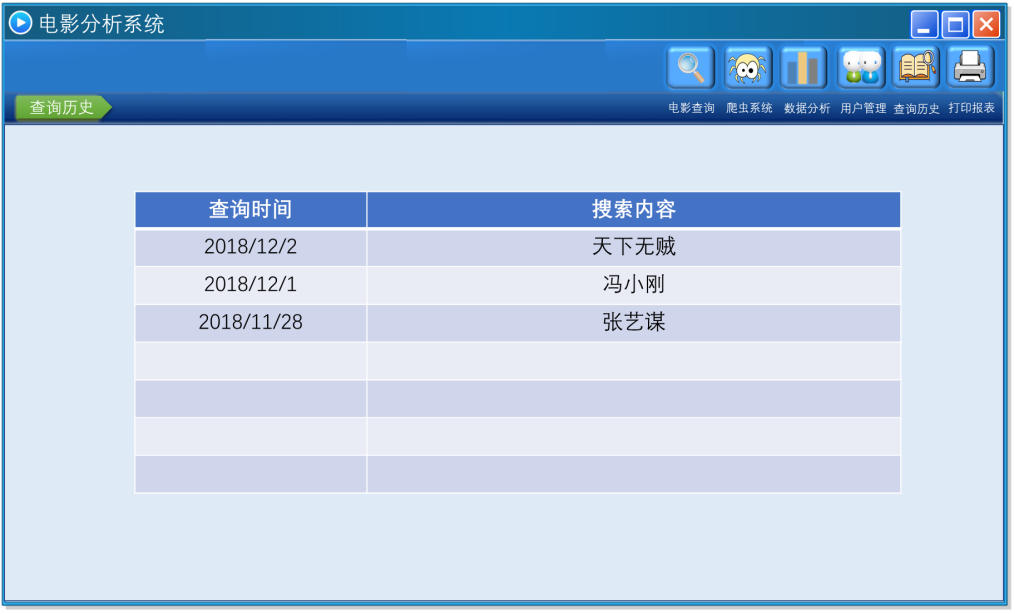 电影分析系统
查询历史
电影查询 爬虫系统 数据分析 用户管理 查询历史 打印报表
查询时间 搜索内容
2018/12/2 天下无贼
2018/12/1 冯小刚
2018/11/28 张艺谋